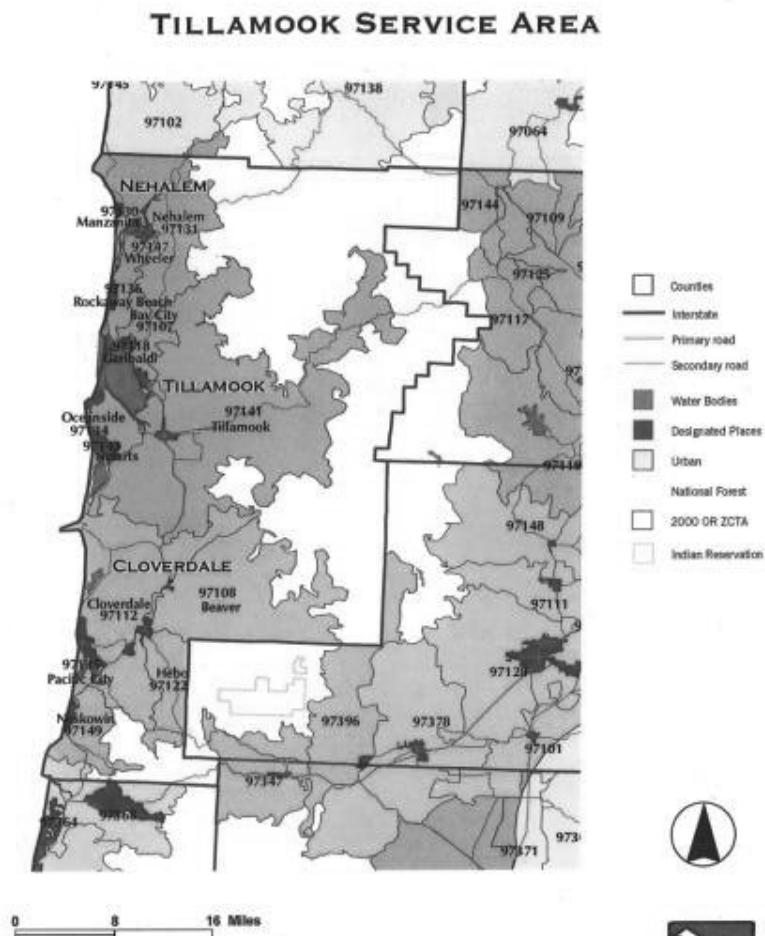 TILLAMOOK SERVICE AREA
97138
97102
97064
NEHALEM
97144
97109
Manzanita
Nehalem
97131
97147
Wheeler
97125
97136
Rockaway Beach
Bay City
97107
97117
97118
Garibaldi
TILLAMOOK
97141
Tillamook
Oceanside
Netarts
97148
CLOVERDALE
97108
Beaver
97111
Cloverdale
97112
Hebo
97122
Pacific City
Neskowin
97149
97396
97378
97101
97347
97371
Counties
Interstate
Primary road
Secondary road
Water Bodies
Designated Places
Urban
National Forest
2000 OR ZCTA
Indian Reservation
0 8 16 Miles